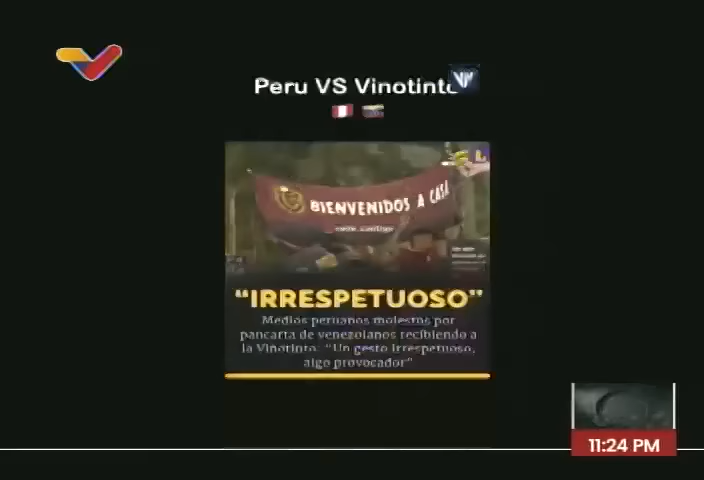 Peru VS Vinotinto
BIENVENIDOS A CASA
"IRRESPETUOSO"
Medios peruanos molestos por
pancarta de venezolanos recibiendo a
la Vinotinto: "Un gesto irrespetuoso,
algo provocador"
11:24 PM